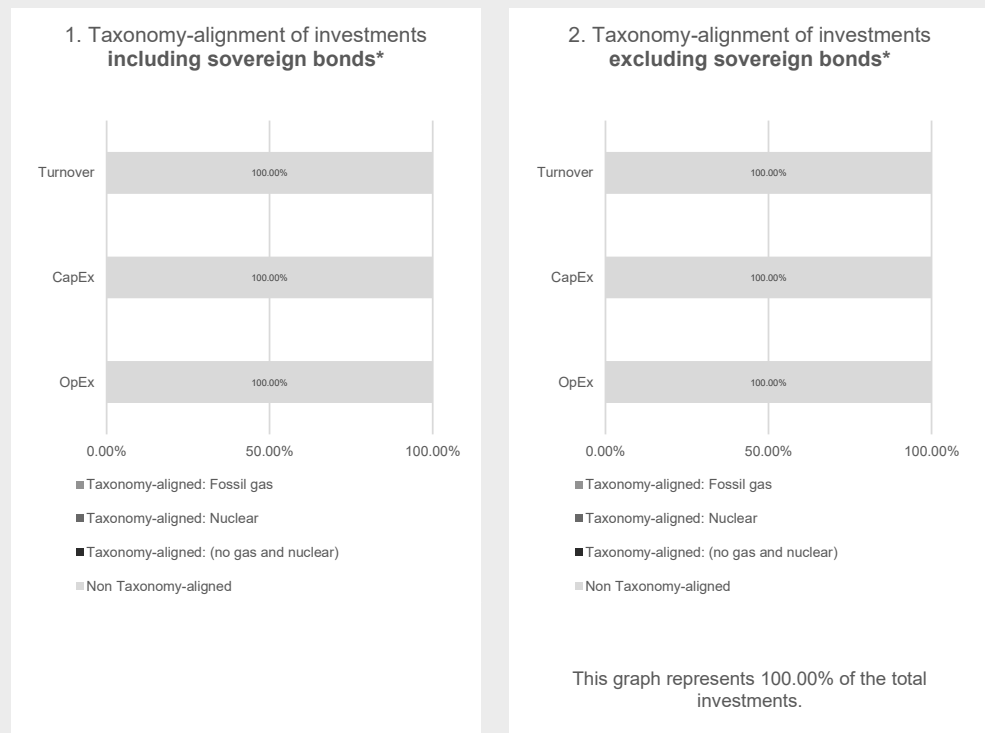 1. Taxonomy-alignment of investments
including sovereign bonds*
Turnover
100.00%
CapEx
100.00%
OpEx
100.00%
0.00%
50.00%
100.00%
Taxonomy-aligned: Fossil gas
Taxonomy-aligned: Nuclear
Taxonomy-aligned: (no gas and nuclear)
Non Taxonomy-aligned
2. Taxonomy-alignment of investments
excluding sovereign bonds*
Turnover
100.00%
CapEx
100.00%
OpEx
100.00%
0.00%
50.00%
100.00%
Taxonomy-aligned: Fossil gas
Taxonomy-aligned: Nuclear
Taxonomy-aligned: (no gas and nuclear)
Non Taxonomy-aligned
This graph represents 100.00% of the total
investments.